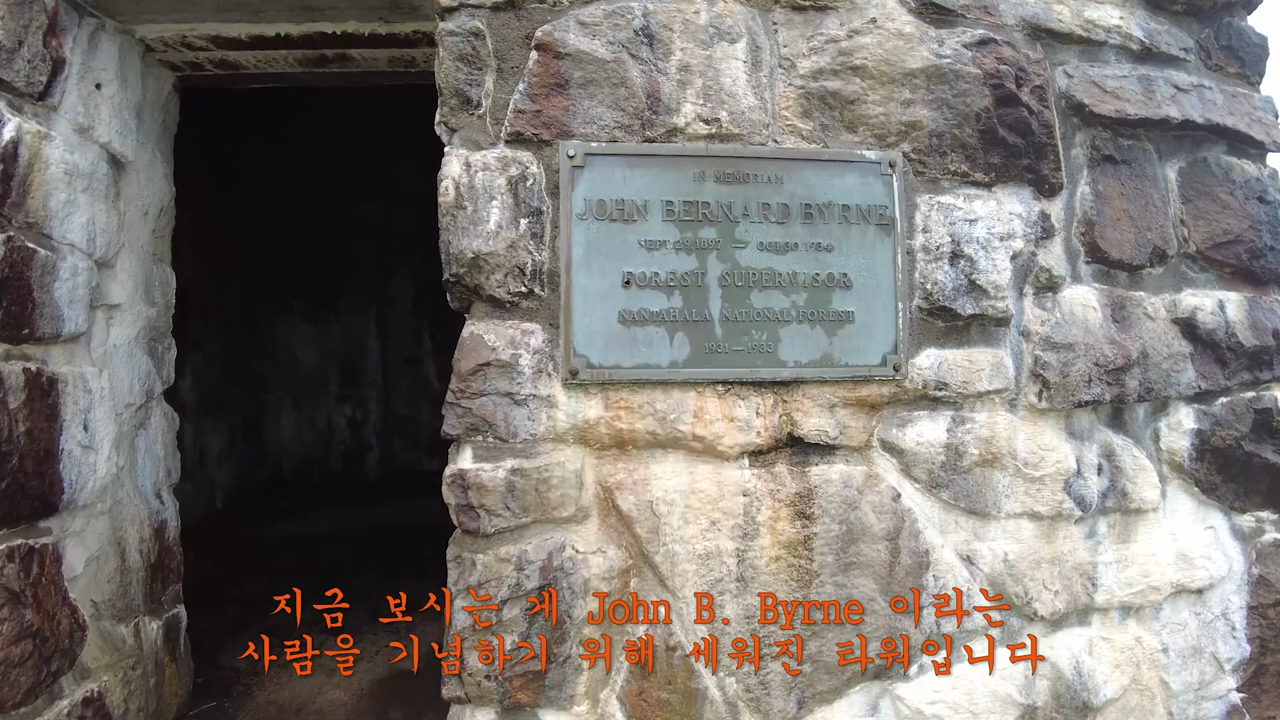 IN MEMORIAM
JOHN BERNARD BYRNE
SEPT. 29, 1897 — OCT. 30, 1934
FOREST SUPERVISOR
NANTAHALA NATIONAL FOREST
1931—1933
지금 보시는 게 John B. Byrne 이라는
사람을 기념하기 위해 세워진 타워입니다